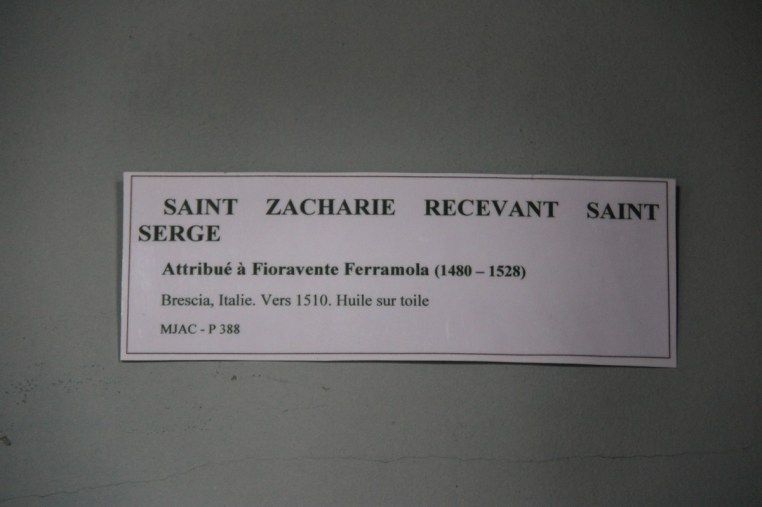 SAINT ZACHARIE RECEVANT SAINT
SERGE
Attribué à Fioravente Ferramola (1480 – 1528)
Brescia, Italie. Vers 1510. Huile sur toile
MJAC - P 388